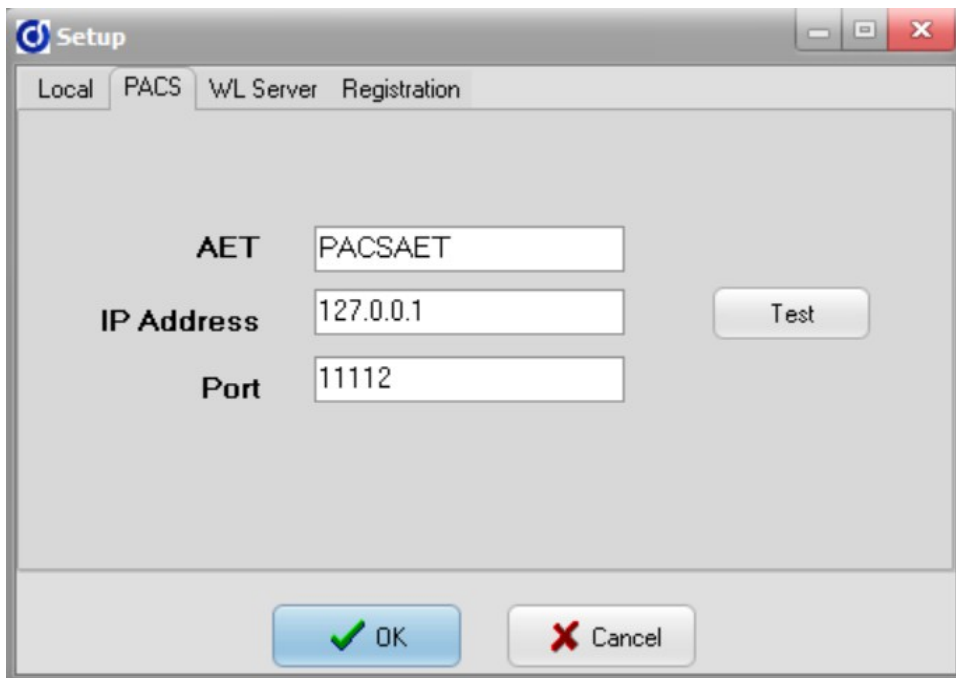 Setup
Local PACS WL Server Registration
AET PACSAET
IP Address 127.0.0.1 Test
Port 11112
OK Cancel